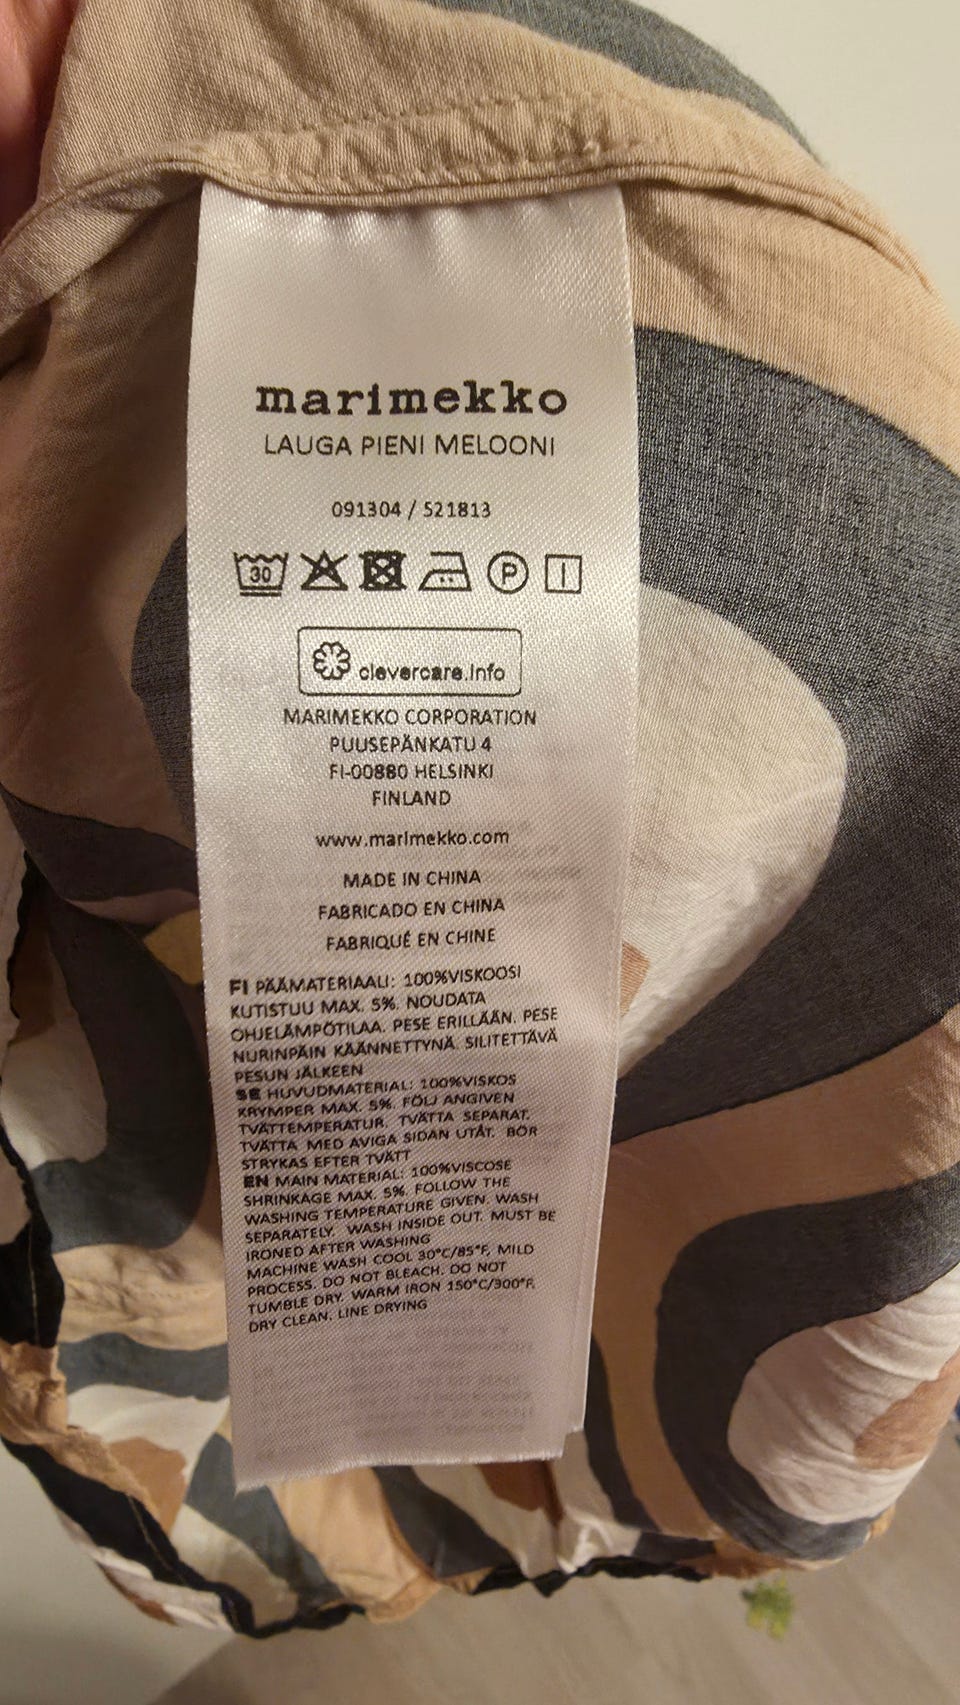 marimekko
LAUGA PIENI MELOONI
091304 / 521813
30 P
clevercare.info
MARIMEKKO CORPORATION
PUUSEPÄNKATU 4
FI-00880 HELSINKI
FINLAND
www.marimekko.com
MADE IN CHINA
FABRICADO EN CHINA
FABRIQUÉ EN CHINE
FI PÄÄMATERIAALI: 100%VISKOOSI
KUTISTUU MAX. 5%. NOUDATA
OHJELÄMPÖTILAA. PESE ERILLÄÄN. PESE
NURINPÄIN KÄÄNNETTYNÄ. SILITETTÄVÄ
PESUN JÄLKEEN
SE HUVUDMATERIAL: 100%VISKOS
KRYMPER MAX. 5%. FÖLJ ANGIVEN
TVÄTTEMPERATUR. TVÄTTA SEPARAT.
TVÄTTA MED AVIGA SIDAN UTÅT. BÖR
STRYKAS EFTER TVÄTT
EN MAIN MATERIAL: 100%VISCOSE
SHRINKAGE MAX. 5%. FOLLOW THE
WASHING TEMPERATURE GIVEN. WASH
SEPARATELY. WASH INSIDE OUT. MUST BE
IRONED AFTER WASHING
MACHINE WASH COOL 30°C/85°F, MILD
PROCESS. DO NOT BLEACH. DO NOT
TUMBLE DRY. WARM IRON 150°C/300°F.
DRY CLEAN. LINE DRYING